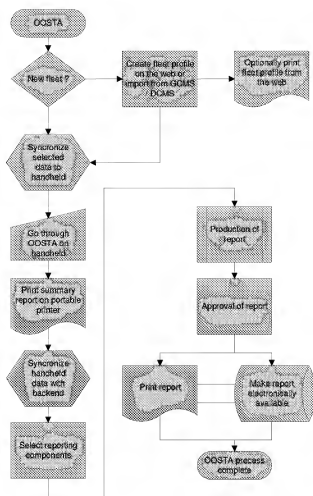 OOSTA
New fleet ?
Create fleet profile
on the web or
import from GCMS
DCMS
Optionally print
fleet profile from
the web
Syncronize
selected
data to
handheld
Go through
OOSTA on
handheld
Print summary
report on portable
printer
Syncronize
handheld
data with
backend
Select reporting
components
Production of
report
Approval of report
Print report
Make report
electronically
available
OOSTA process
complete